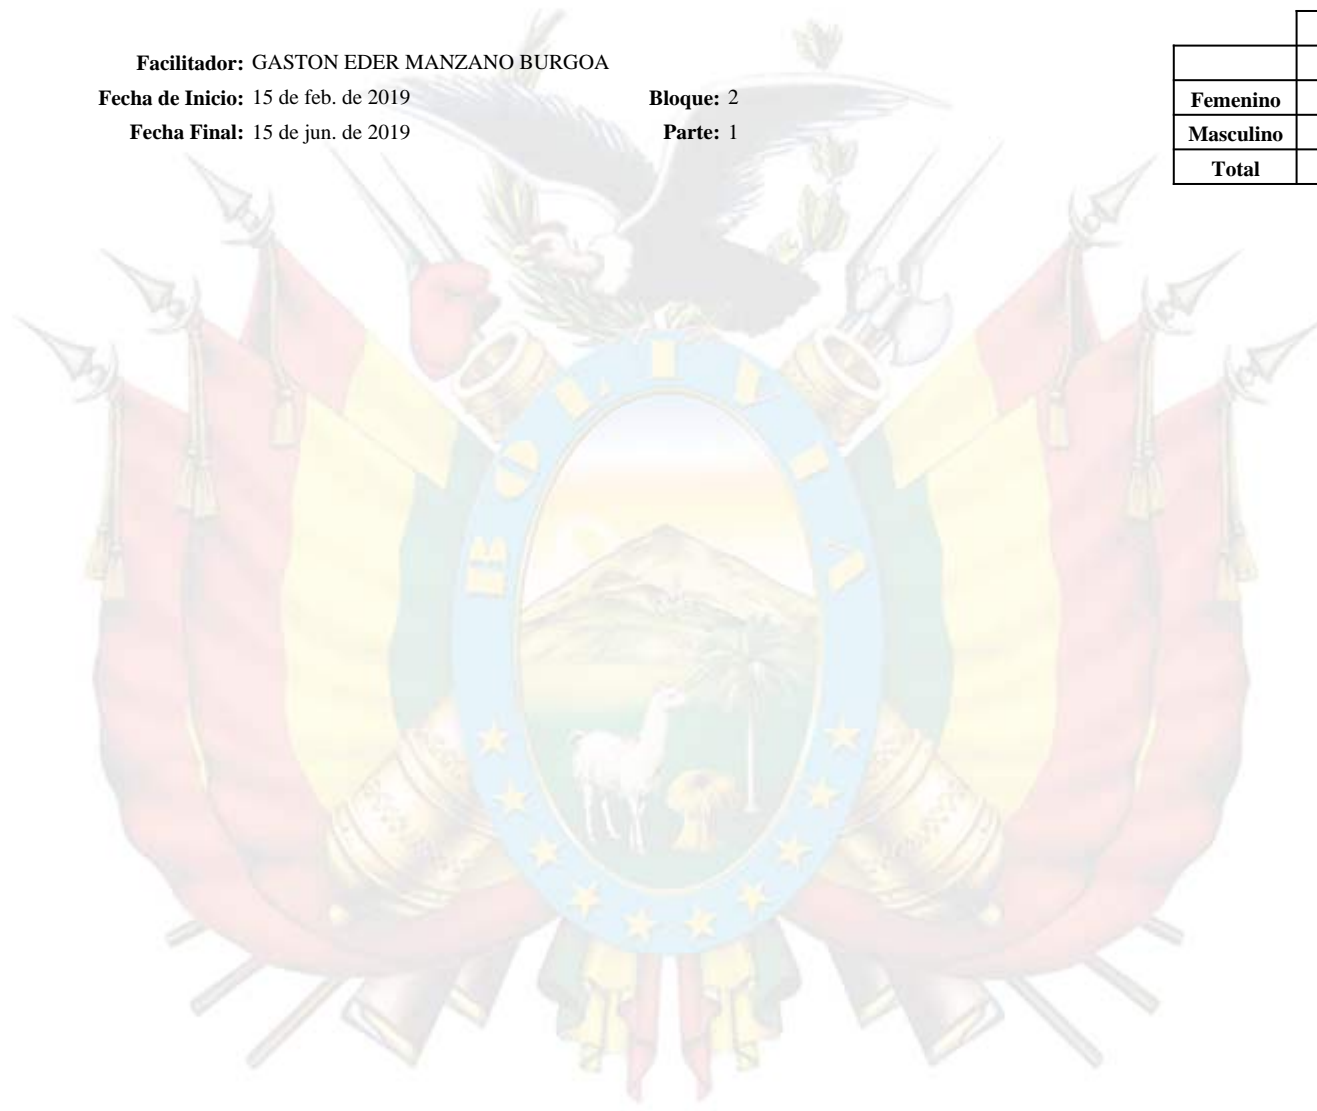 Facilitador: GASTON EDER MANZANO BURGOA
Fecha de Inicio: 15 de feb. de 2019 Bloque: 2
Fecha Final: 15 de jun. de 2019 Parte: 1
Femenino
Masculino
Total
BOLIVIA